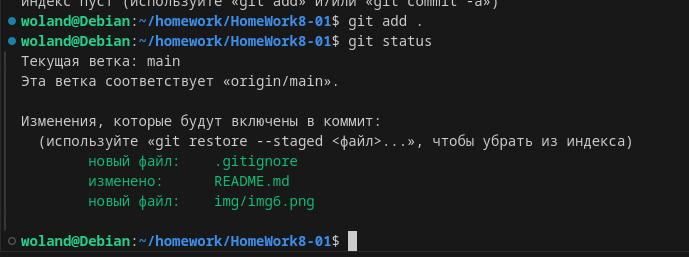 индекс пуст (используйте «git add» и/или «git commit -a»)
woland@Debian:~/homework/HomeWork8-01$ git add .
woland@Debian:~/homework/HomeWork8-01$ git status
Текущая ветка: main
Эта ветка соответствует «origin/main».
Изменения, которые будут включены в коммит:
(используйте «git restore --staged <файл>...», чтобы убрать из индекса)
новый файл: .gitignore
изменено: README.md
новый файл: img/img6.png
woland@Debian:~/homework/HomeWork8-01$